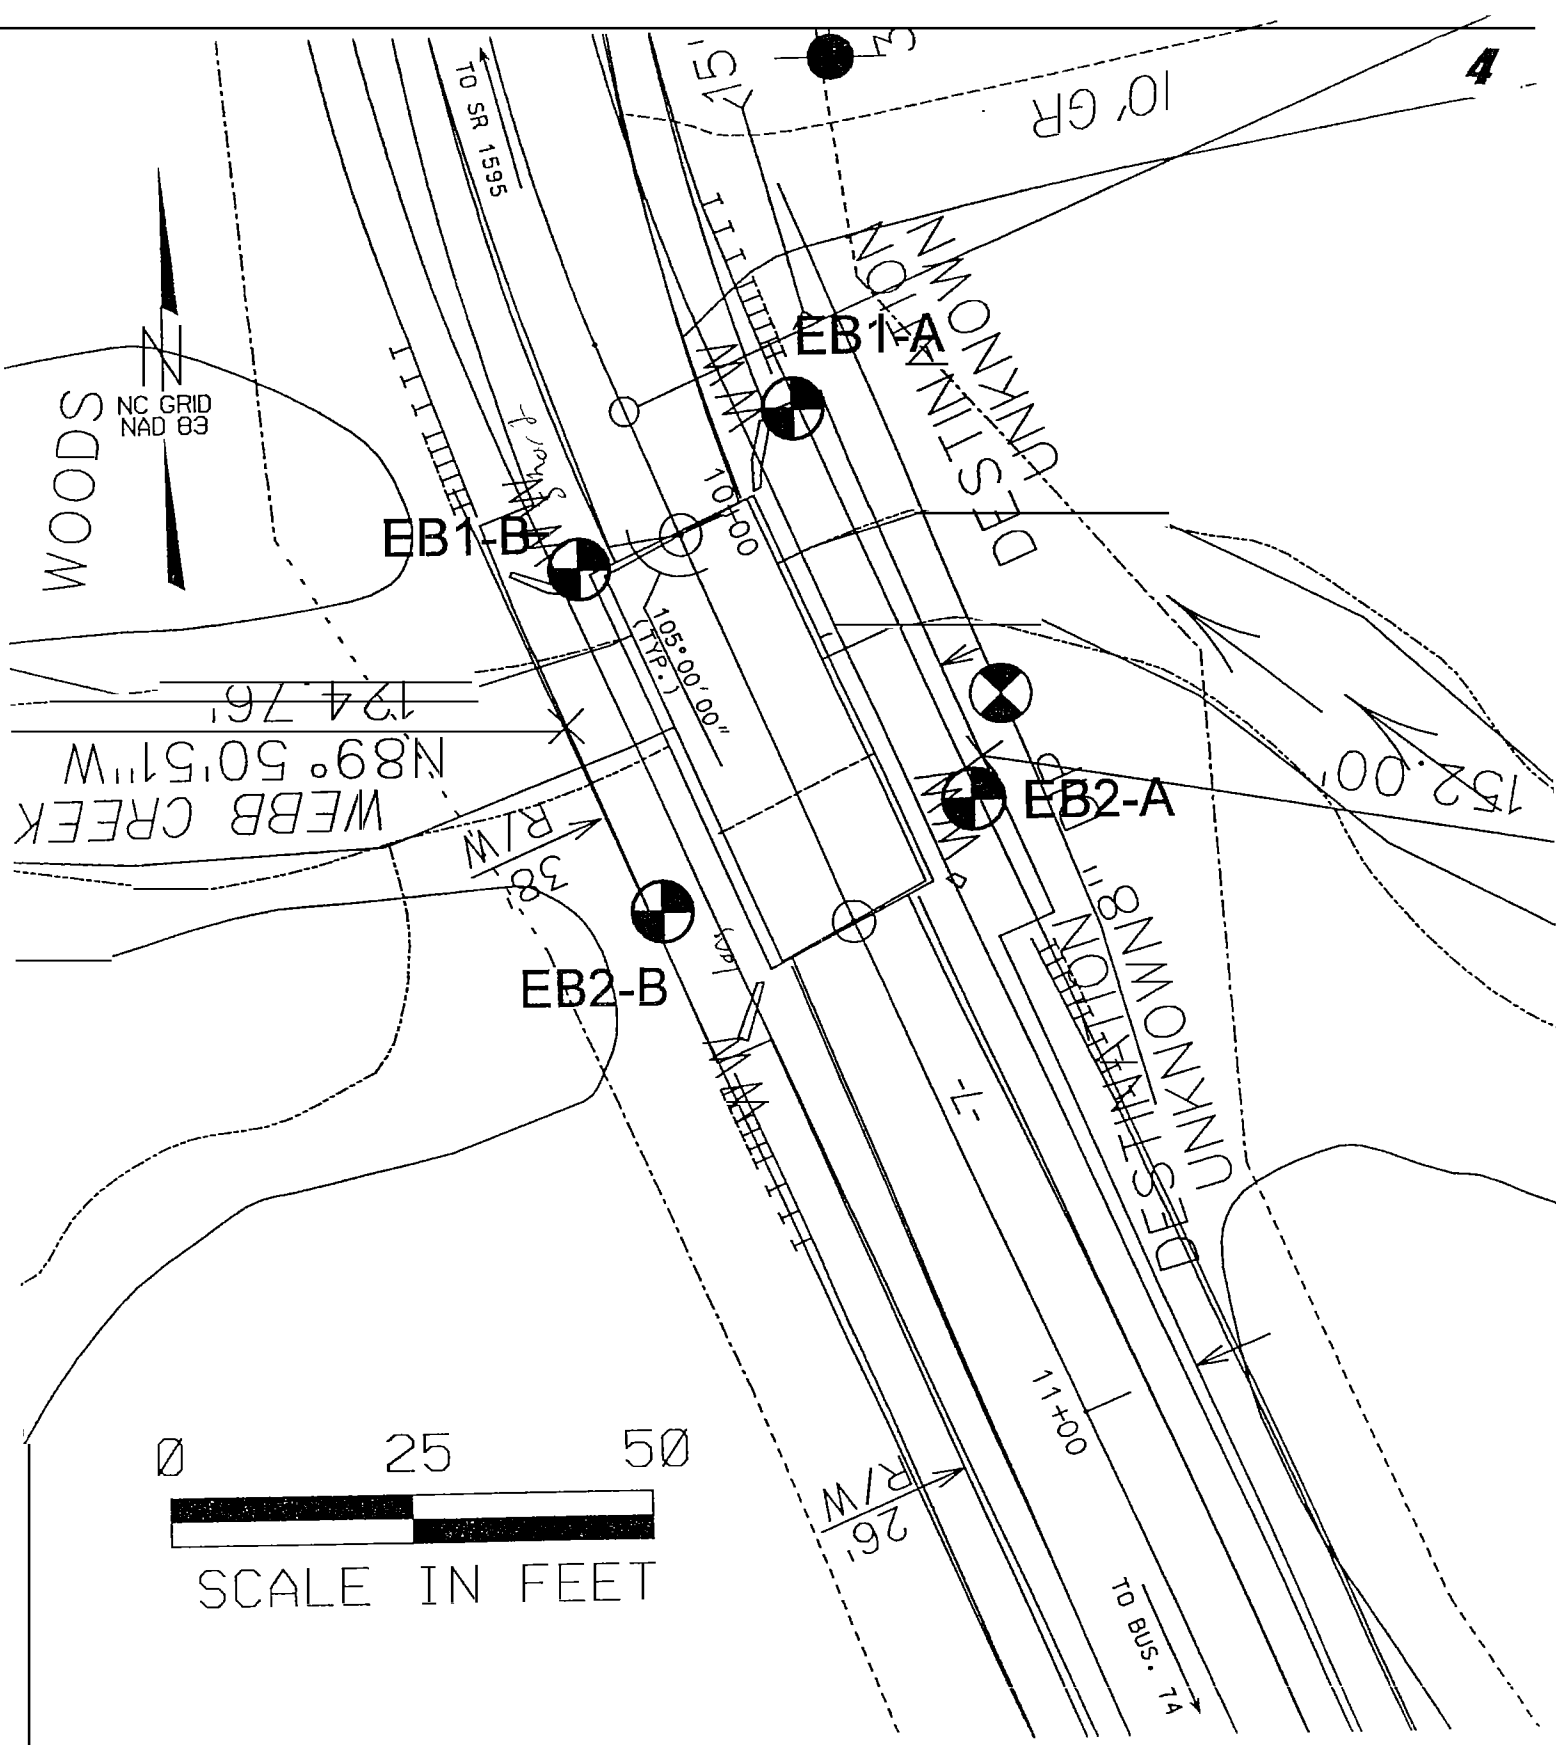 4
15'
3
10' GR
TO SR 1595
N
NC GRID
NAD 83
WOODS
EB1-A
DESTINATION
UNKNOWN
EB1-B
10+00
105°00'00"
(TYP.)
124.76'
N89°50'51"W
WEBB CREEK
152.00'
EB2-A
38'
R/W
EB2-B
-L-
DESTINATION
UNKNOWN
8"
11+00
26'
R/W
TO BUS. 74
0 25 50
SCALE IN FEET